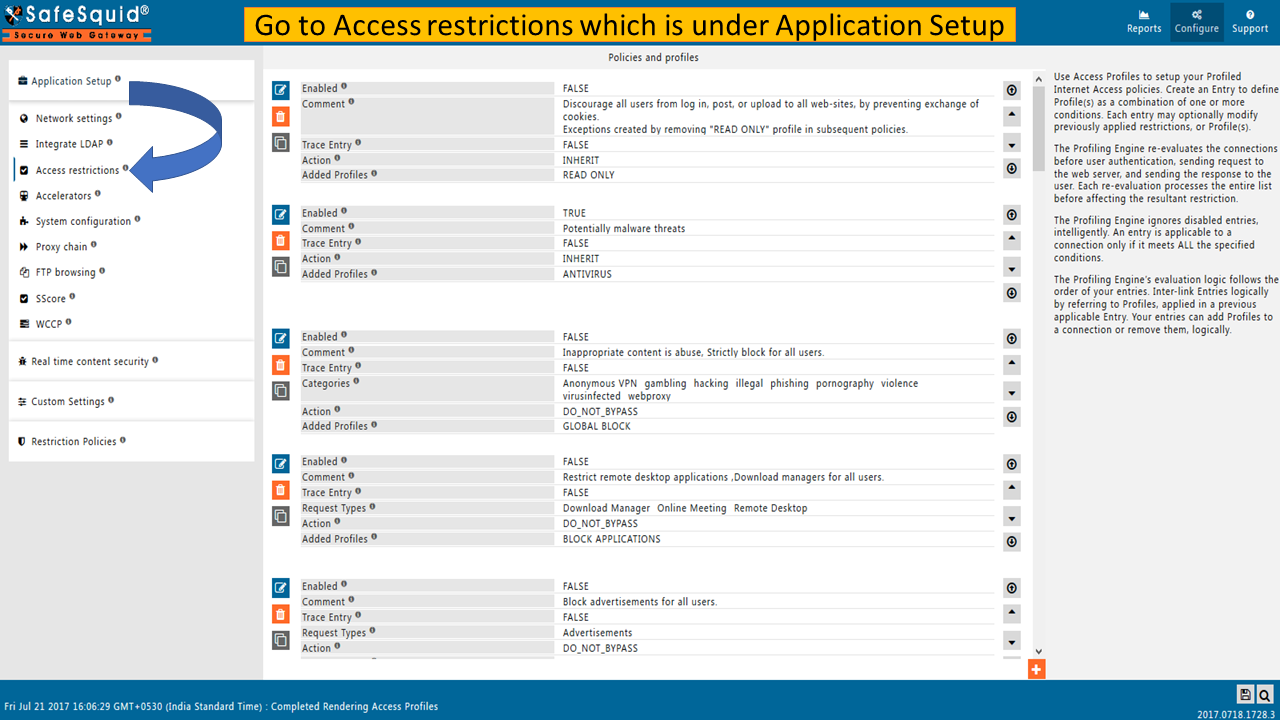 SafeSquid®
Secure Web Gateway
Go to Access restrictions which is under Application Setup
Reports
Configure
Support
Application Setup
Network settings
Integrate LDAP
Access restrictions
Accelerators
System configuration
Proxy chain
FTP browsing
SScore
WCCP
Real time content security
Custom Settings
Restriction Policies
Policies and profiles
Enabled FALSE
Comment Discourage all users from log in, post, or upload to all web-sites, by preventing exchange of
cookies.
Exceptions created by removing "READ ONLY" profile in subsequent policies.
Trace Entry FALSE
Action INHERIT
Added Profiles READ ONLY
Enabled TRUE
Comment Potentially malware threats
Trace Entry FALSE
Action INHERIT
Added Profiles ANTIVIRUS
Enabled FALSE
Comment Inappropriate content is abuse, Strictly block for all users.
Trace Entry FALSE
Categories Anonymous VPN gambling hacking illegal phishing pornography violence
virusinfected webproxy
Action DO_NOT_BYPASS
Added Profiles GLOBAL BLOCK
Enabled FALSE
Comment Restrict remote desktop applications ,Download managers for all users.
Trace Entry FALSE
Request Types Download Manager Online Meeting Remote Desktop
Action DO_NOT_BYPASS
Added Profiles BLOCK APPLICATIONS
Enabled FALSE
Comment Block advertisements for all users.
Trace Entry FALSE
Request Types Advertisements
Action DO_NOT_BYPASS
Use Access Profiles to setup your Profiled
Internet Access policies. Create an Entry to define
Profile(s) as a combination of one or more
conditions. Each entry may optionally modify
previously applied restrictions, or Profile(s).
The Profiling Engine re-evaluates the connections
before user authentication, sending request to
the web server, and sending the response to the
user. Each re-evaluation processes the entire list
before affecting the resultant restriction.
The Profiling Engine ignores disabled entries,
intelligently. An entry is applicable to a
connection only if it meets ALL the specified
conditions.
The Profiling Engine's evaluation logic follows the
order of your entries. Inter-link Entries logically
by referring to Profiles, applied in a previous
applicable Entry. Your entries can add Profiles to
a connection or remove them, logically.
Fri Jul 21 2017 16:06:29 GMT+0530 (India Standard Time) : Completed Rendering Access Profiles
2017.0718.1728.3